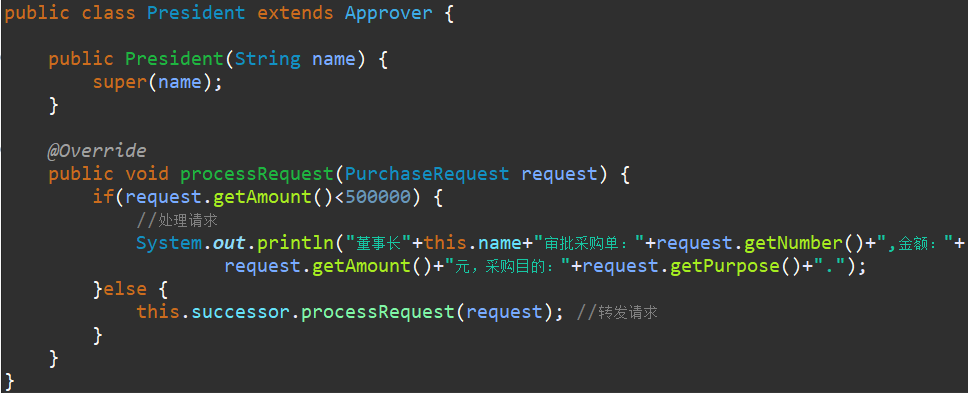 public class President extends Approver {
public President(String name) {
super(name);
}
@Override
public void processRequest(PurchaseRequest request) {
if(request.getAmount()<500000) {
//处理请求
System.out.println("董事长"+this.name+"审批采购单："+request.getNumber()+",金额："+
request.getAmount()+"元，采购目的："+request.getPurpose()+".");
}else {
this.successor.processRequest(request); //转发请求
}
}
}